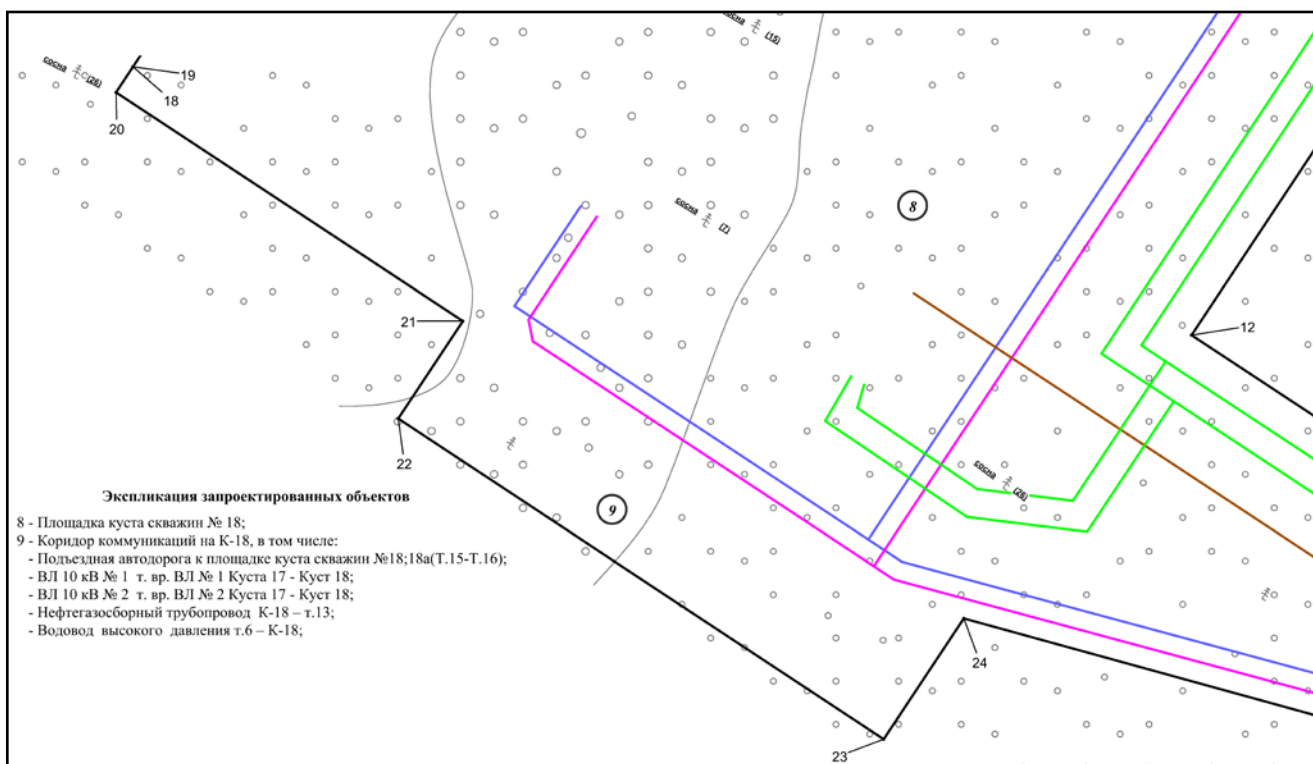 сосна (15)
сосна (26)
19
18
20
сосна (7)
8
21
12
22
сосна (26)
9
Экспликация запроектированных объектов
8 - Площадка куста скважин № 18;
9 - Коридор коммуникаций на К-18, в том числе:
- Подъездная автодорога к площадке куста скважин №18;18а(Т.15-Т.16);
- ВЛ 10 кВ № 1 т. вр. ВЛ № 1 Куста 17 - Куст 18;
- ВЛ 10 кВ № 2 т. вр. ВЛ № 2 Куста 17 - Куст 18;
- Нефтегазосборный трубопровод К-18 – т.13;
- Водовод высокого давления т.6 – К-18;
24
23